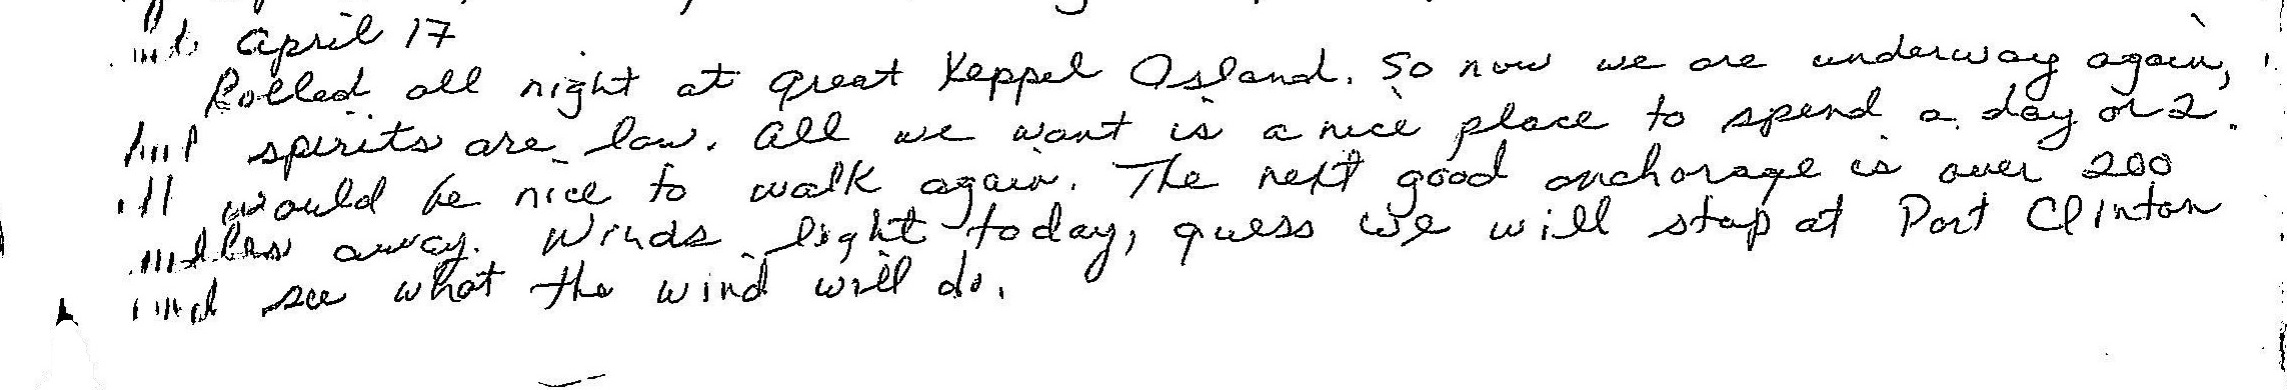 April 17
Rolled all night at Great Keppel Island. So now we are underway again,
but spirits are low. All we want is a nice place to spend a day or 2.
It would be nice to walk again. The next good anchorage is over 200
miles away. Winds light today, guess we will stop at Port Clinton
and see what the wind will do.